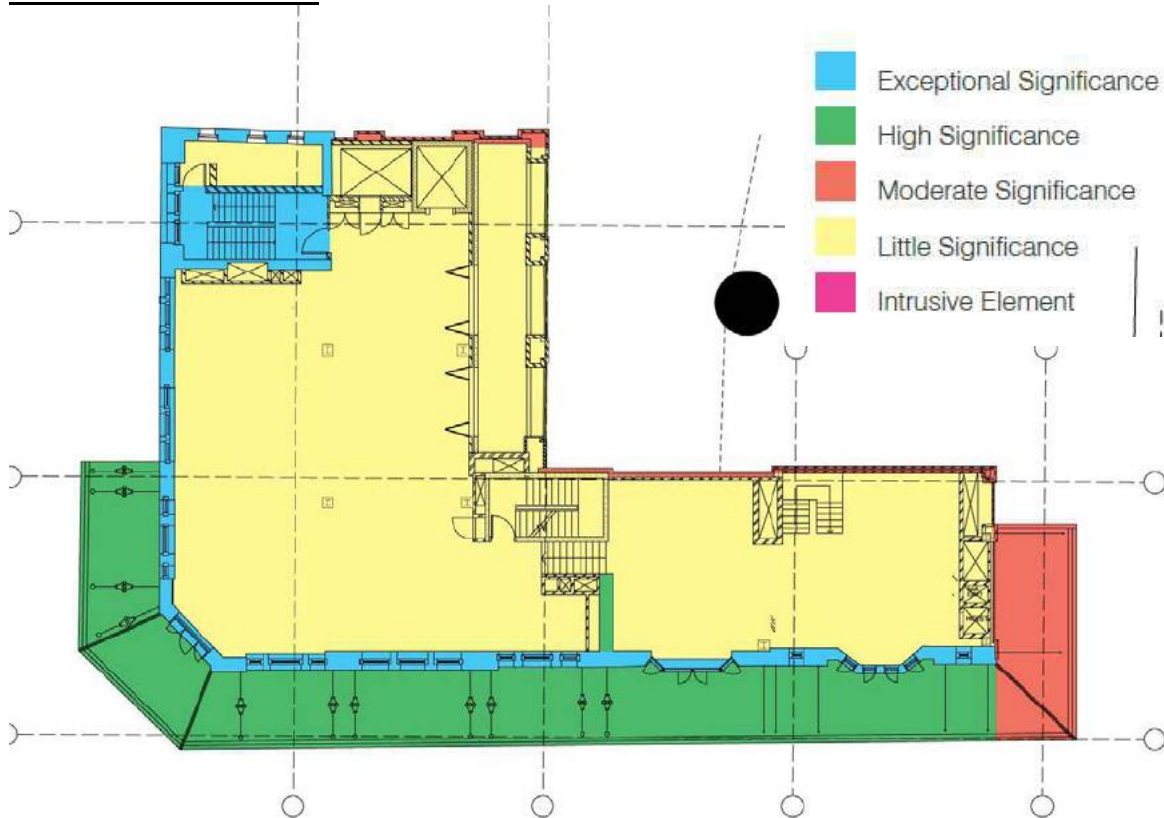 Exceptional Significance
High Significance
Moderate Significance
Little Significance
Intrusive Element